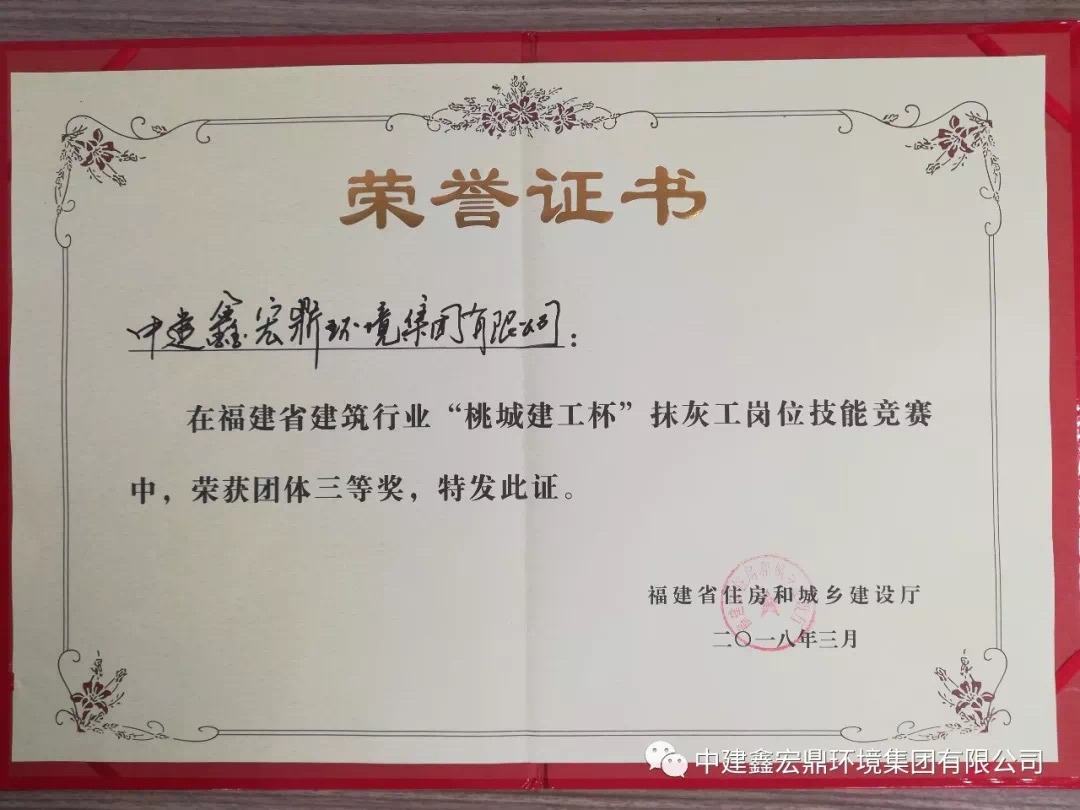 荣誉证书
中建鑫宏鼎环境集团有限公司：
在福建省建筑行业“桃城建工杯”抹灰工岗位技能竞赛
中，荣获团体三等奖，特发此证。
福建省住房和城乡建设厅
二〇一八年三月
中建鑫宏鼎环境集团有限公司